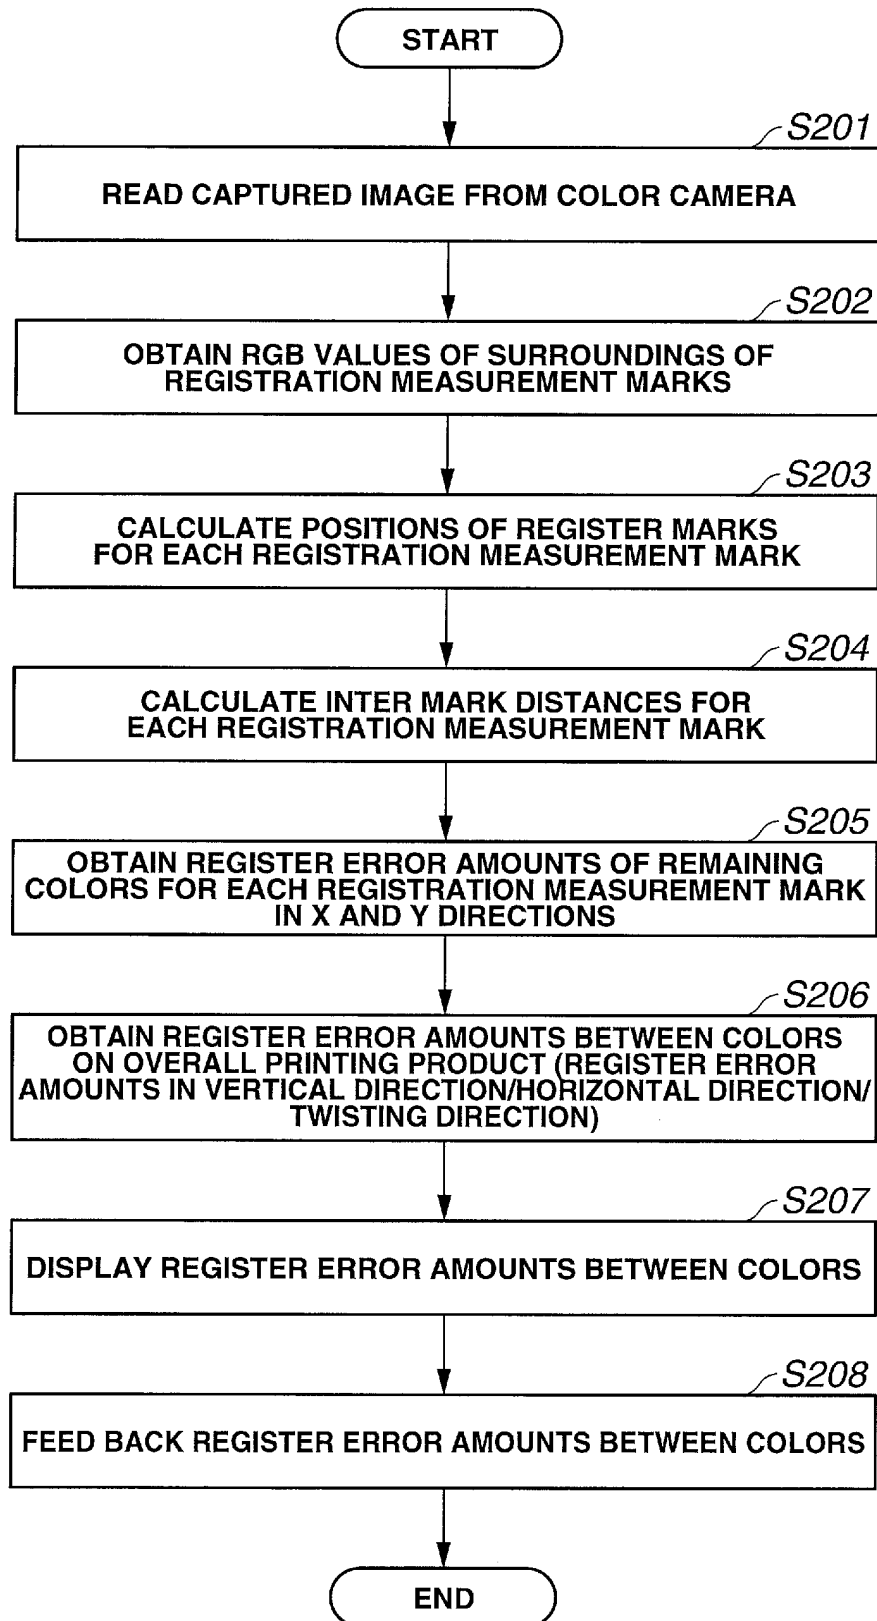 START
S201
READ CAPTURED IMAGE FROM COLOR CAMERA
S202
OBTAIN RGB VALUES OF SURROUNDINGS OF
REGISTRATION MEASUREMENT MARKS
S203
CALCULATE POSITIONS OF REGISTER MARKS
FOR EACH REGISTRATION MEASUREMENT MARK
S204
CALCULATE INTER MARK DISTANCES FOR
EACH REGISTRATION MEASUREMENT MARK
S205
OBTAIN REGISTER ERROR AMOUNTS OF REMAINING
COLORS FOR EACH REGISTRATION MEASUREMENT MARK
IN X AND Y DIRECTIONS
S206
OBTAIN REGISTER ERROR AMOUNTS BETWEEN COLORS
ON OVERALL PRINTING PRODUCT (REGISTER ERROR
AMOUNTS IN VERTICAL DIRECTION/HORIZONTAL DIRECTION/
TWISTING DIRECTION)
S207
DISPLAY REGISTER ERROR AMOUNTS BETWEEN COLORS
S208
FEED BACK REGISTER ERROR AMOUNTS BETWEEN COLORS
END